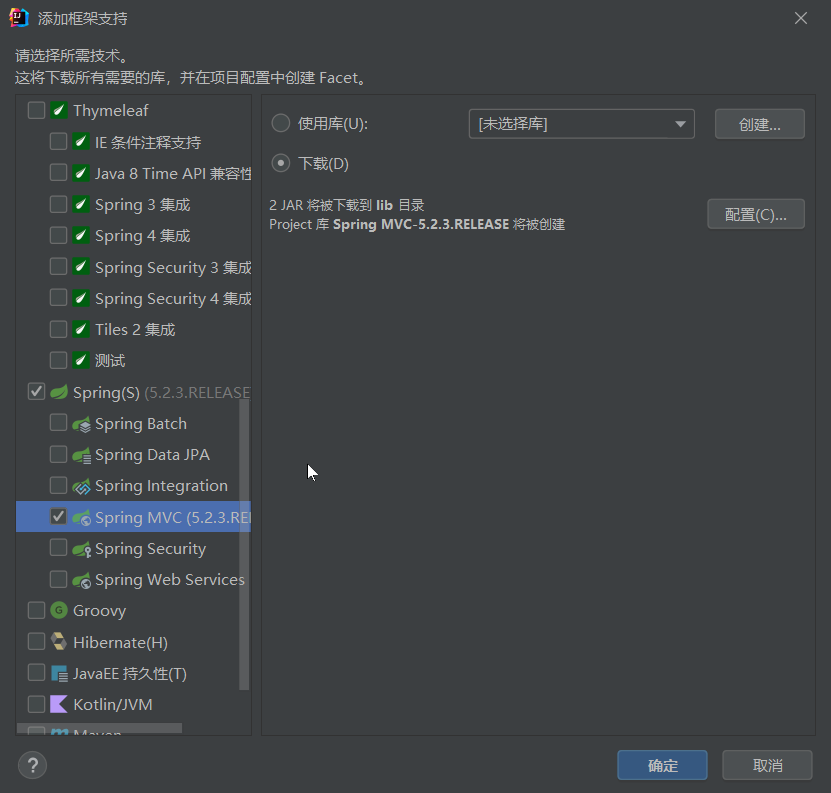 添加框架支持
请选择所需技术。
这将下载所有需要的库，并在项目配置中创建 Facet。
Thymeleaf
IE 条件注释支持
Java 8 Time API 兼容性
Spring 3 集成
Spring 4 集成
Spring Security 3 集成
Spring Security 4 集成
Tiles 2 集成
测试
Spring(S) (5.2.3.RELEASE
Spring Batch
Spring Data JPA
Spring Integration
Spring MVC (5.2.3.REL
Spring Security
Spring Web Services
G Groovy
Hibernate(H)
JavaEE 持久性(T)
Kotlin/JVM
Maven
使用库(U):
[未选择库]
创建...
下载(D)
2 JAR 将被下载到 lib 目录
Project 库 Spring MVC-5.2.3.RELEASE 将被创建
配置(C)...
?
确定
取消